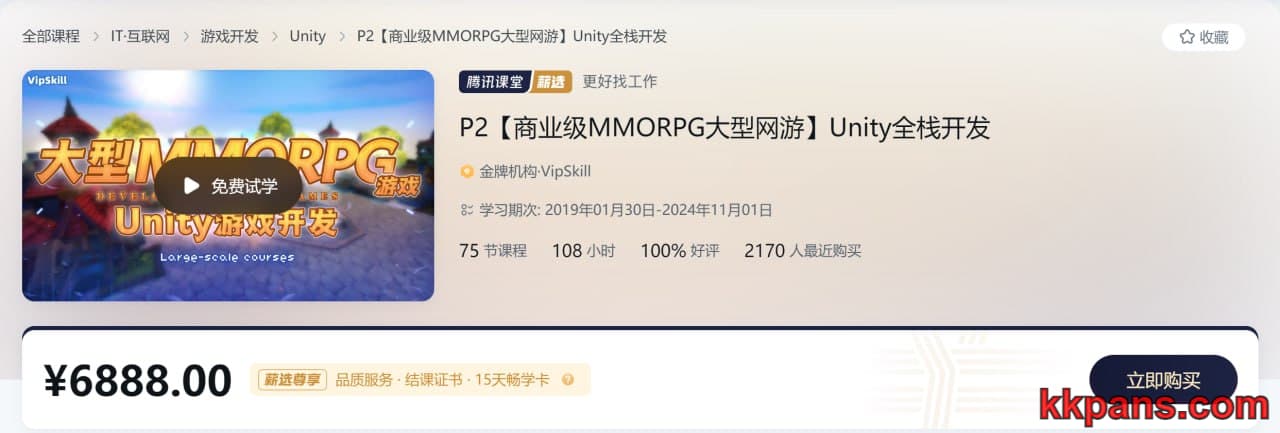 全部课程 > IT·互联网 > 游戏开发 > Unity > P2【商业级MMORPG大型网游】Unity全栈开发
收藏
VipSkill
大型MMORPG
游戏
Unity游戏开发
Large-scale courses
免费试学
腾讯课堂 薪选 更好找工作
P2【商业级MMORPG大型网游】Unity全栈开发
金牌机构·VipSkill
学习期次: 2019年01月30日-2024年11月01日
75 节课程 108 小时 100% 好评 2170 人最近购买
¥6888.00
薪选尊享 品质服务 · 结课证书 · 15天畅学卡
立即购买
kkpans.com